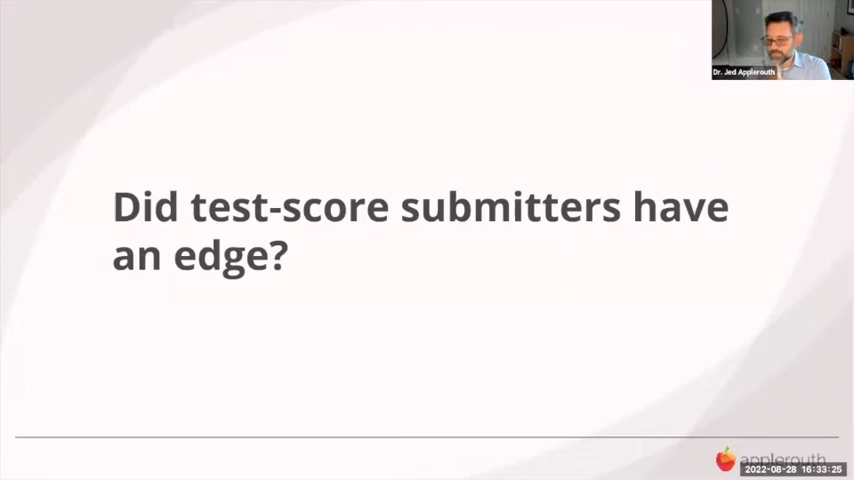 Dr. Jed Applerouth
Did test-score submitters have
an edge?
applerouth
2022-08-28 16:33:25